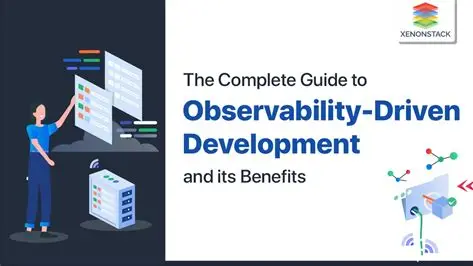 XENONSTACK
The Complete Guide to
Observability-Driven
Development
and its Benefits